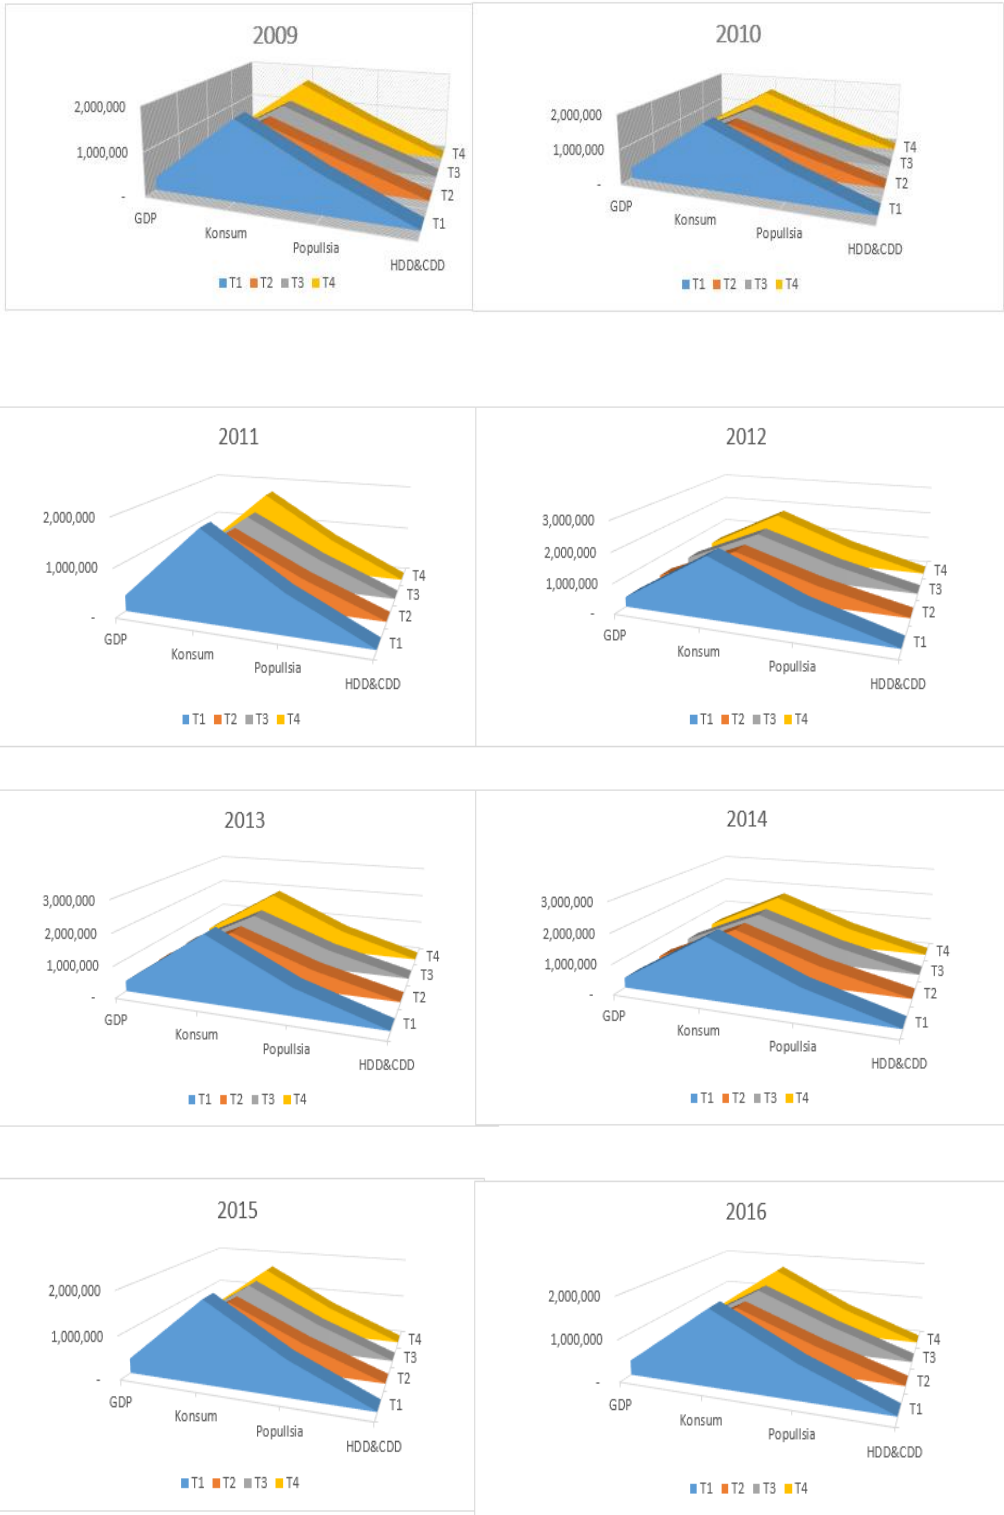 2009
2,000,000
1,000,000
-
GDP
Konsum
Popullsia
HDD&CDD
T4
T3
T2
T1
T1 T2 T3 T4
2010
2,000,000
1,000,000
-
GDP
Konsum
Popullsia
HDD&CDD
T4
T3
T2
T1
T1 T2 T3 T4
2011
2,000,000
1,000,000
-
GDP
Konsum
Popullsia
HDD&CDD
T4
T3
T2
T1
T1 T2 T3 T4
2012
3,000,000
2,000,000
1,000,000
-
GDP
Konsum
Popullsia
HDD&CDD
T4
T3
T2
T1
T1 T2 T3 T4
2013
3,000,000
2,000,000
1,000,000
-
GDP
Konsum
Popullsia
HDD&CDD
T4
T3
T2
T1
T1 T2 T3 T4
2014
3,000,000
2,000,000
1,000,000
-
GDP
Konsum
Popullsia
HDD&CDD
T4
T3
T2
T1
T1 T2 T3 T4
2015
2,000,000
1,000,000
-
GDP
Konsum
Popullsia
HDD&CDD
T4
T3
T2
T1
T1 T2 T3 T4
2016
2,000,000
1,000,000
-
GDP
Konsum
Popullsia
HDD&CDD
T4
T3
T2
T1
T1 T2 T3 T4